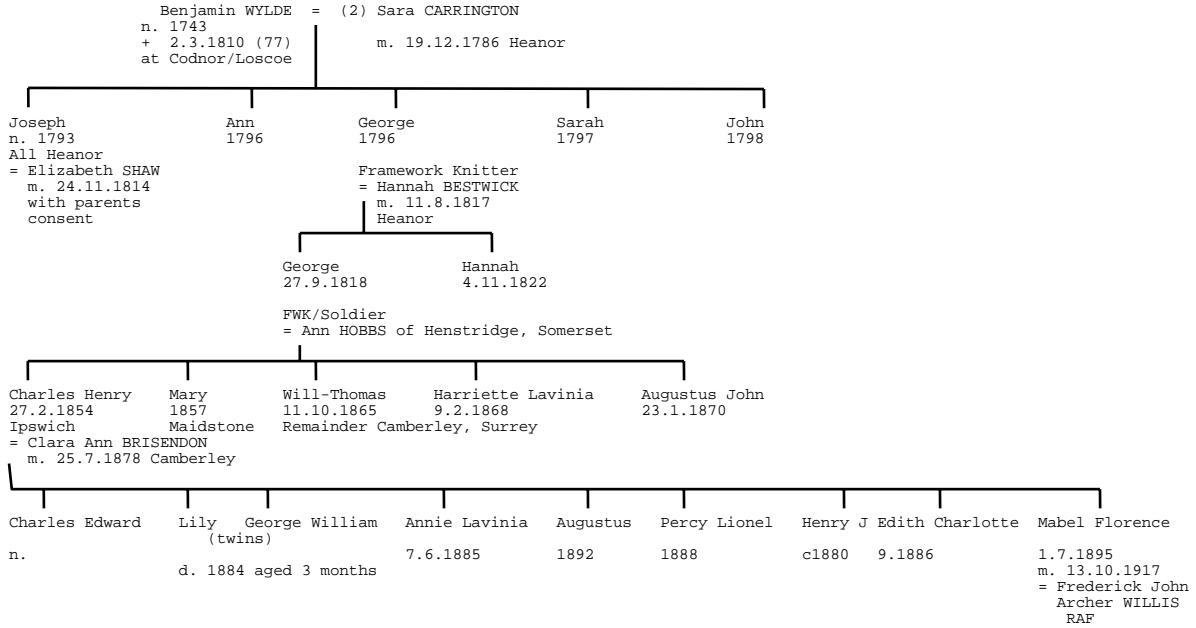 Benjamin WYLDE = (2) Sara CARRINGTON
n. 1743
+ 2.3.1810 (77) m. 19.12.1786 Heanor
at Codnor/Loscoe
Joseph Ann George Sarah John
n. 1793 1796 1796 1797 1798
All Heanor
= Elizabeth SHAW Framework Knitter
m. 24.11.1814 = Hannah BESTWICK
with parents m. 11.8.1817
consent Heanor
George Hannah
27.9.1818 4.11.1822
FWK/Soldier
= Ann HOBBS of Henstridge, Somerset
Charles Henry Mary Will-Thomas Harriette Lavinia Augustus John
27.2.1854 1857 11.10.1865 9.2.1868 23.1.1870
Ipswich Maidstone Remainder Camberley, Surrey
= Clara Ann BRISENDON
m. 25.7.1878 Camberley
Charles Edward Lily George William Annie Lavinia Augustus Percy Lionel Henry J Edith Charlotte Mabel Florence
(twins)
n. 7.6.1885 1892 1888 c1880 9.1886 1.7.1895
d. 1884 aged 3 months m. 13.10.1917
= Frederick John
Archer WILLIS
RAF